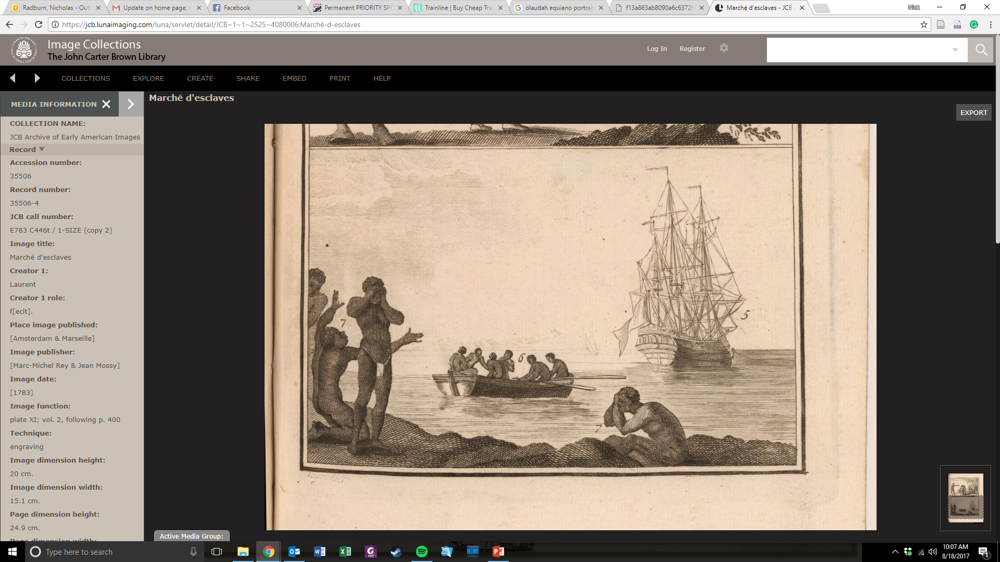 Radburn, Nicholas - Outl
Update on home page, H
Facebook
Permanent PRIORITY SPO
Trainline | Buy Cheap Tra
olaudah equiano portrait
f13a863ab8090a6c6372f
Marché d'esclaves - JCB A
Nick
https://jcb.lunaimaging.com/luna/servlet/detail/JCB~1~1~2525~4080006:Marché-d-esclaves
Image Collections
The John Carter Brown Library
Log In
Register
COLLECTIONS
EXPLORE
CREATE
SHARE
EMBED
PRINT
HELP
MEDIA INFORMATION
Marché d'esclaves
EXPORT
COLLECTION NAME:
JCB Archive of Early American Images
Record
Accession number:
35506
Record number:
35506-4
JCB call number:
E783 C446t / 1-SIZE (copy 2)
Image title:
Marché d'esclaves
Creator 1:
Laurent
Creator 1 role:
f[ecit].
Place image published:
[Amsterdam & Marseille]
Image publisher:
[Marc-Michel Rey & Jean Mossy]
Image date:
[1783]
Image function:
plate XI; vol. 2, following p. 400
Technique:
engraving
Image dimension height:
20 cm.
Image dimension width:
15.1 cm.
Page dimension height:
24.9 cm.
Page dimension width:
5
7
6
7
Active Media Group:
Type here to search
10:07 AM
8/18/2017
1